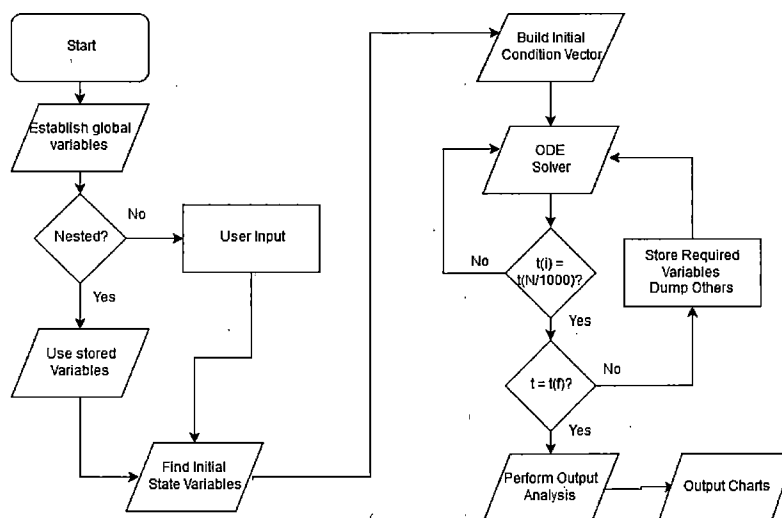 Start
Establish global
variables
Nested?
No
User Input
Yes
Use stored
Variables
Find Initial
State Variables
Build Initial
Condition Vector
ODE
Solver
No
t(i) =
t(N/1000)?
Yes
Store Required
Variables
Dump Others
t = t(f)?
No
Yes
Perform Output
Analysis
Output Charts